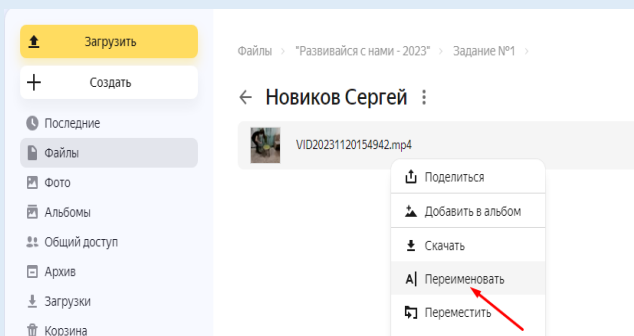 Загрузить
Создать
Последние
Файлы
Фото
Альбомы
Общий доступ
Архив
Загрузки
Корзина
Файлы > "Развивайся с нами - 2023" > Задание №1 >
← Новиков Сергей ⋮
VID20231120154942.mp4
Поделиться
Добавить в альбом
Скачать
Переименовать
Переместить